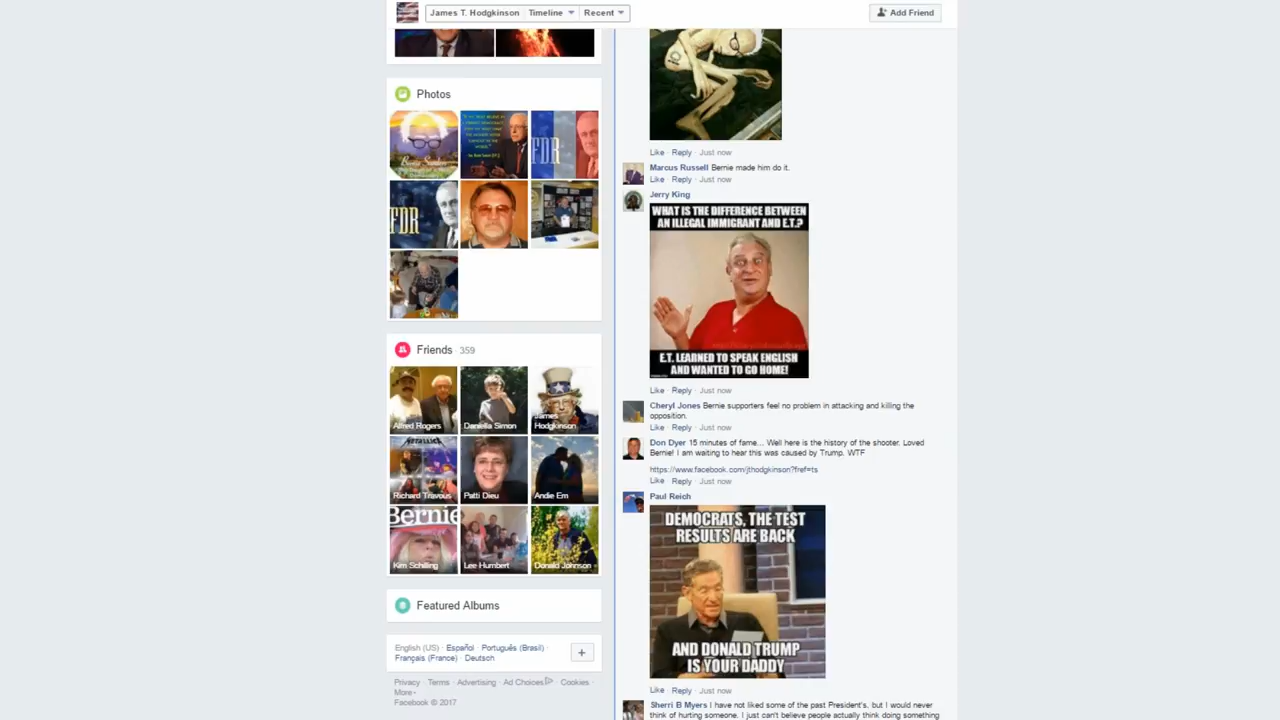 James T. Hodgkinson Timeline Recent
Add Friend
Photos
FDR
FDR
Friends 359
Alfred Rogers
Daniella Simon
James
Hodgkinson
METALLICA
Richard Travous
Patti Dieu
Andie Em
Bernie
Kim Schilling
Lee Humbert
Donald Johnson
Featured Albums
English (US) · Español · Português (Brasil) ·
Français (France) · Deutsch
+
Privacy · Terms · Advertising · Ad Choices · Cookies ·
More
Facebook © 2017
Like · Reply · Just now
Marcus Russell Bernie made him do it.
Like · Reply · Just now
Jerry King
WHAT IS THE DIFFERENCE BETWEEN
AN ILLEGAL IMMIGRANT AND E.T.?
E.T. LEARNED TO SPEAK ENGLISH
AND WANTED TO GO HOME!
Like · Reply · Just now
Cheryl Jones Bernie supporters feel no problem in attacking and killing the
opposition.
Like · Reply · Just now
Don Dyer 15 minutes of fame... Well here is the history of the shooter. Loved
Bernie! I am waiting to hear this was caused by Trump. WTF
https://www.facebook.com/jthodgkinson?fref=ts
Like · Reply · Just now
Paul Reich
DEMOCRATS, THE TEST
RESULTS ARE BACK
AND DONALD TRUMP
IS YOUR DADDY
Like · Reply · Just now
Sherri B Myers I have not liked some of the past President's, but I would never
think of hurting someone. I just can't believe people actually think doing something